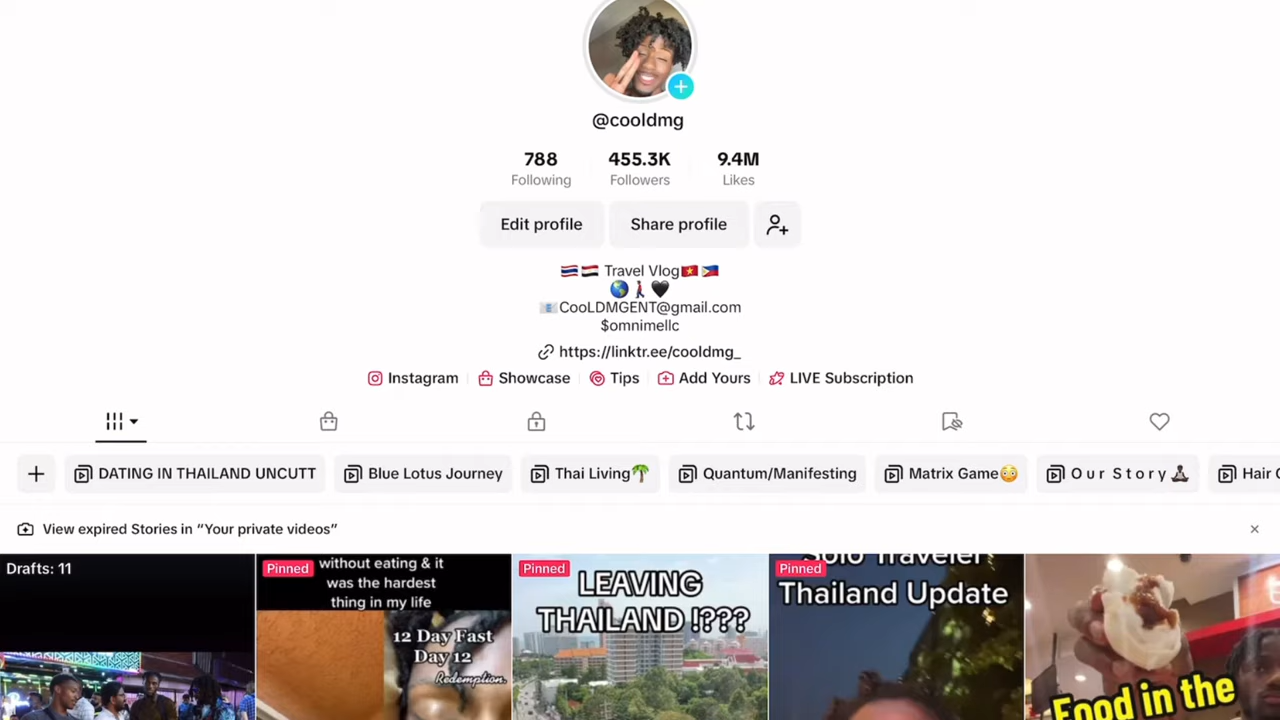 @cooldmg
788 455.3K 9.4M
Following Followers Likes
Edit profile Share profile
🇹🇭🇪🇬 Travel Vlog🇻🇳🇵🇭
🌎🚶🏾‍♂️🖤
📧CooLDMGENT@gmail.com
$omnimellc
https://linktr.ee/cooldmg_
Instagram Showcase Tips Add Yours LIVE Subscription
DATING IN THAILAND UNCUTT Blue Lotus Journey Thai Living🌴 Quantum/Manifesting Matrix Game😳 O u r S t o r y 🧘🏾‍♂️ Hair
View expired Stories in “Your private videos”
Drafts: 11
Pinned
without eating & it
was the hardest
thing in my life
12 Day Fast
Day 12
Redemption.
Pinned
LEAVING
THAILAND !???
Pinned
Solo Traveler
Thailand Update
Food in the